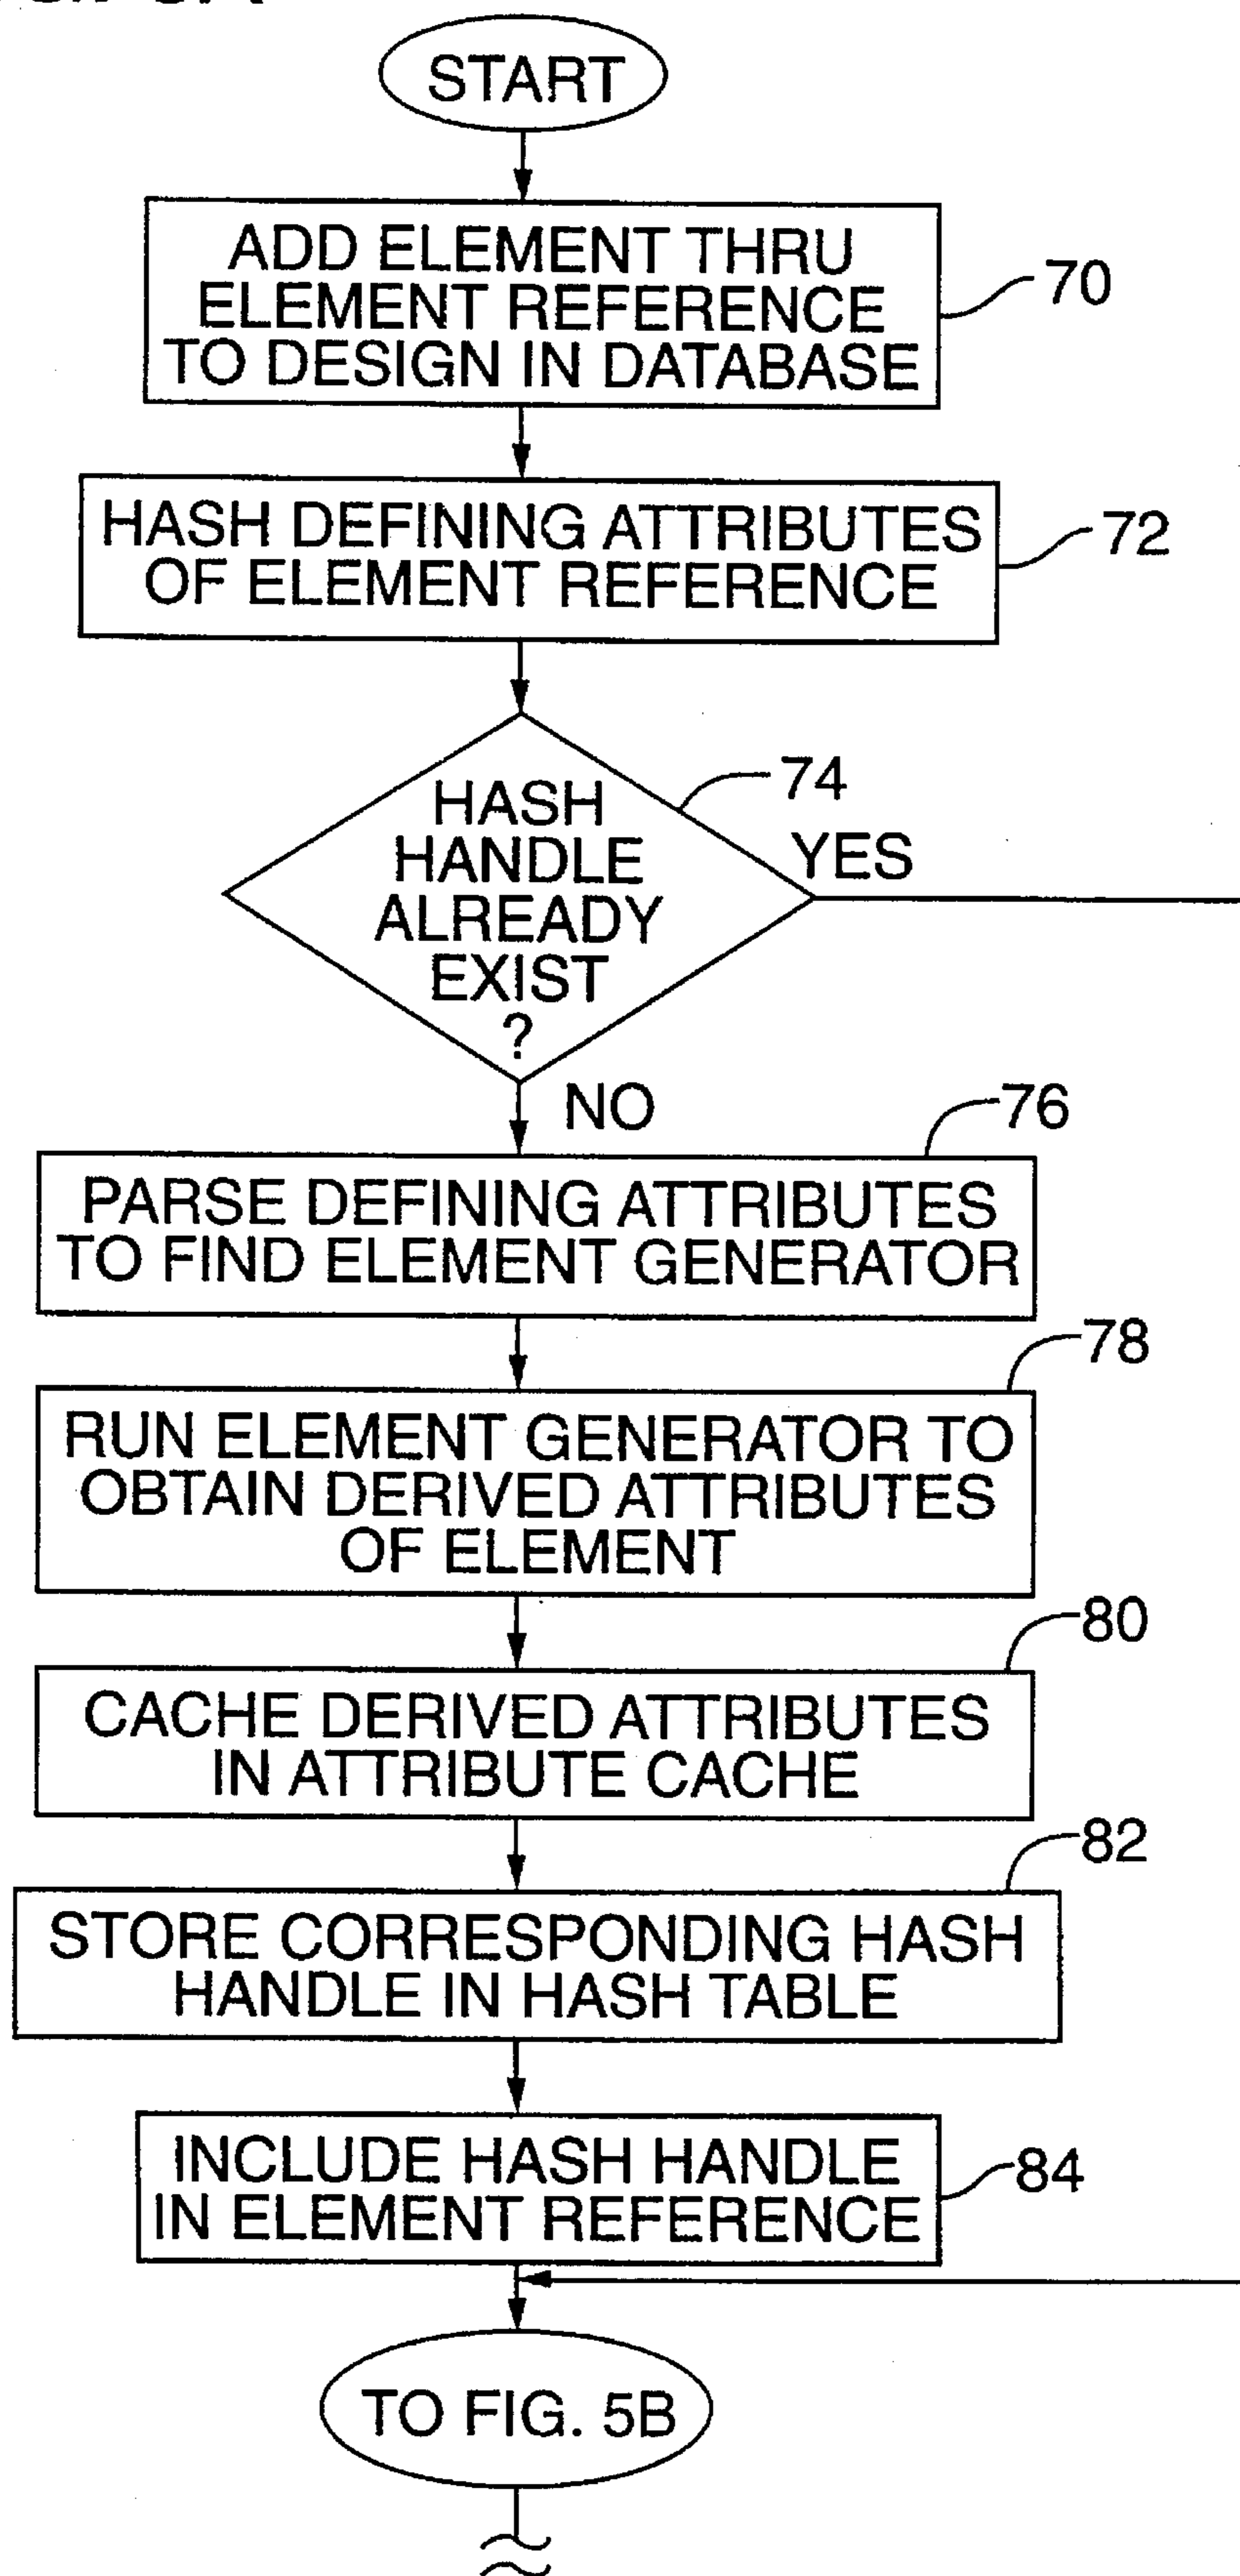 START
ADD ELEMENT THRU
ELEMENT REFERENCE
TO DESIGN IN DATABASE
70
HASH DEFINING ATTRIBUTES
OF ELEMENT REFERENCE
72
HASH
HANDLE
ALREADY
EXIST
?
74
YES
NO
76
PARSE DEFINING ATTRIBUTES
TO FIND ELEMENT GENERATOR
78
RUN ELEMENT GENERATOR TO
OBTAIN DERIVED ATTRIBUTES
OF ELEMENT
80
CACHE DERIVED ATTRIBUTES
IN ATTRIBUTE CACHE
82
STORE CORRESPONDING HASH
HANDLE IN HASH TABLE
INCLUDE HASH HANDLE
IN ELEMENT REFERENCE
84
TO FIG. 5B